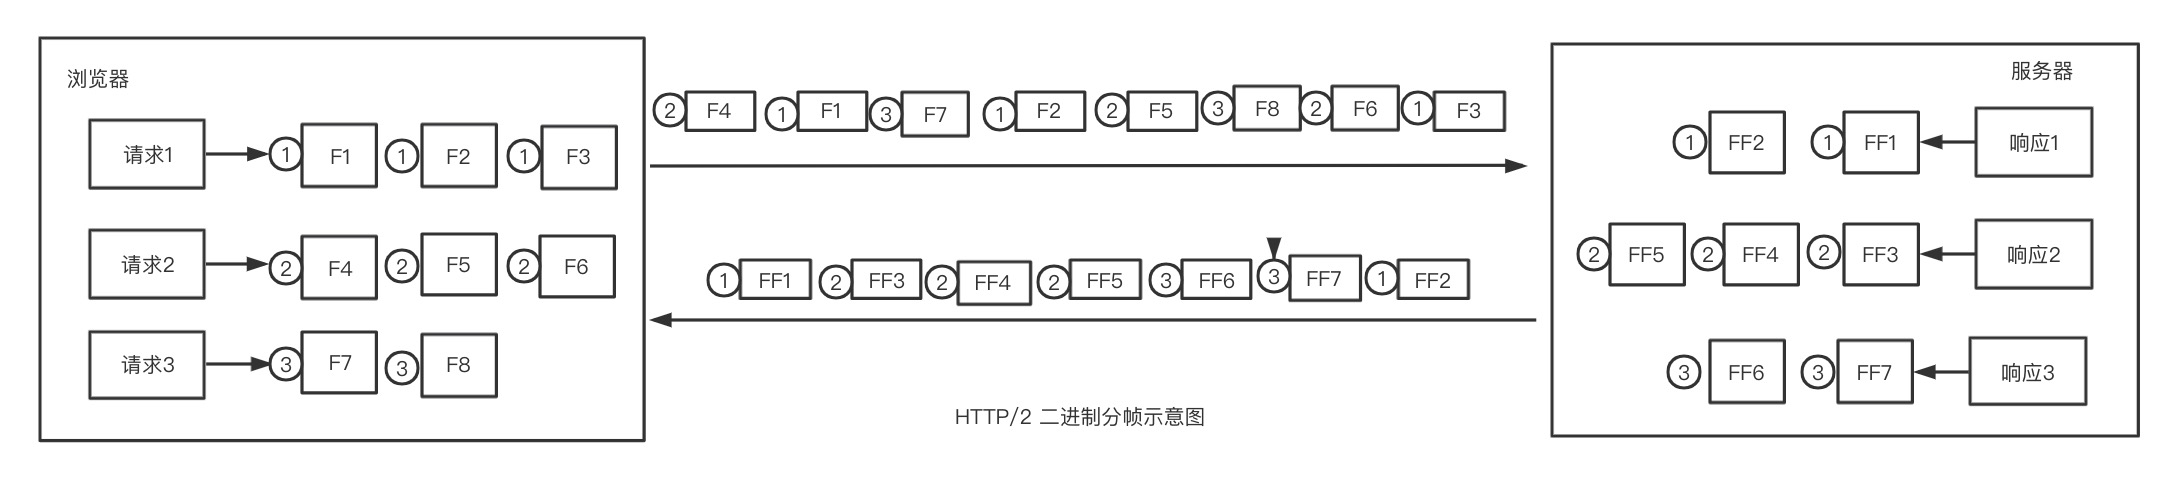 浏览器
请求1 1 F1 1 F2 1 F3
请求2 2 F4 2 F5 2 F6
请求3 3 F7 3 F8
2 F4 1 F1 3 F7 1 F2 2 F5 3 F8 2 F6 1 F3
1 FF1 2 FF3 2 FF4 2 FF5 3 FF6 3 FF7 1 FF2
服务器
1 FF2 1 FF1 响应1
2 FF5 2 FF4 2 FF3 响应2
3 FF6 3 FF7 响应3
HTTP/2 二进制分帧示意图